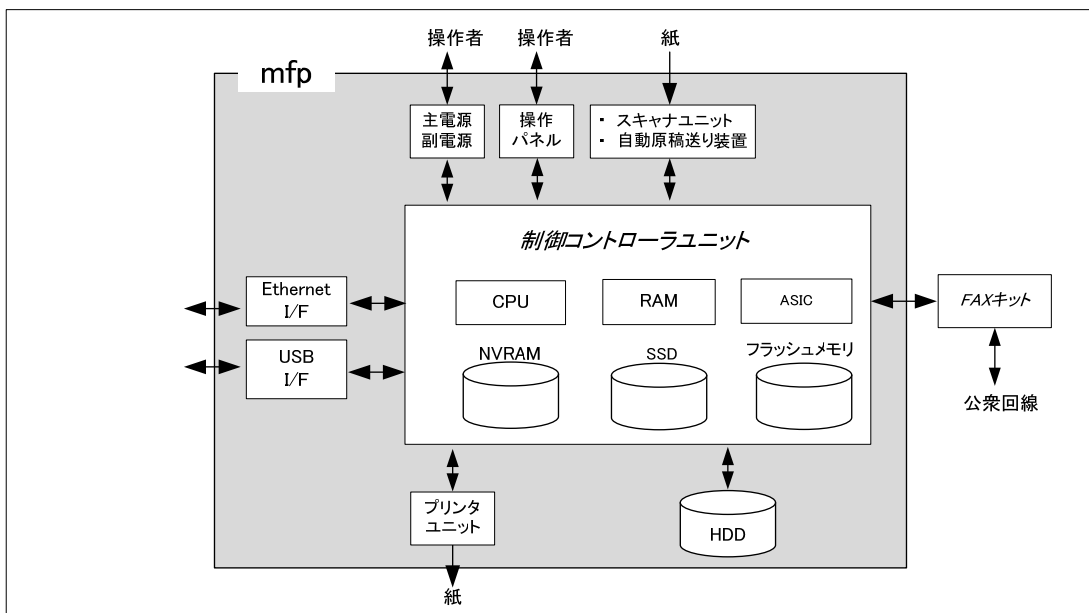 操作者
操作者
紙
mfp
主電源
副電源
操作
パネル
・ スキャナユニット
・ 自動原稿送り装置
制御コントローラユニット
Ethernet
I/F
CPU
RAM
ASIC
FAXキット
USB
I/F
NVRAM
SSD
フラッシュメモリ
公衆回線
プリンタ
ユニット
HDD
紙